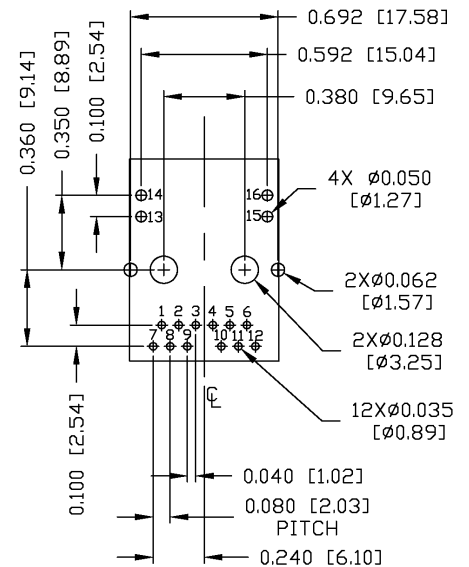 0.692 [17.58]
0.592 [15.04]
0.380 [9.65]
0.360 [9.14]
0.350 [8.89]
0.100 [2.54]
14
16
13
15
4X Ø0.050
[Ø1.27]
2XØ0.062
[Ø1.57]
1 2 3 4 5 6
7 8 9 10 11 12
2XØ0.128
[Ø3.25]
12XØ0.035
[Ø0.89]
CL
0.100 [2.54]
0.040 [1.02]
0.080 [2.03]
PITCH
0.240 [6.10]